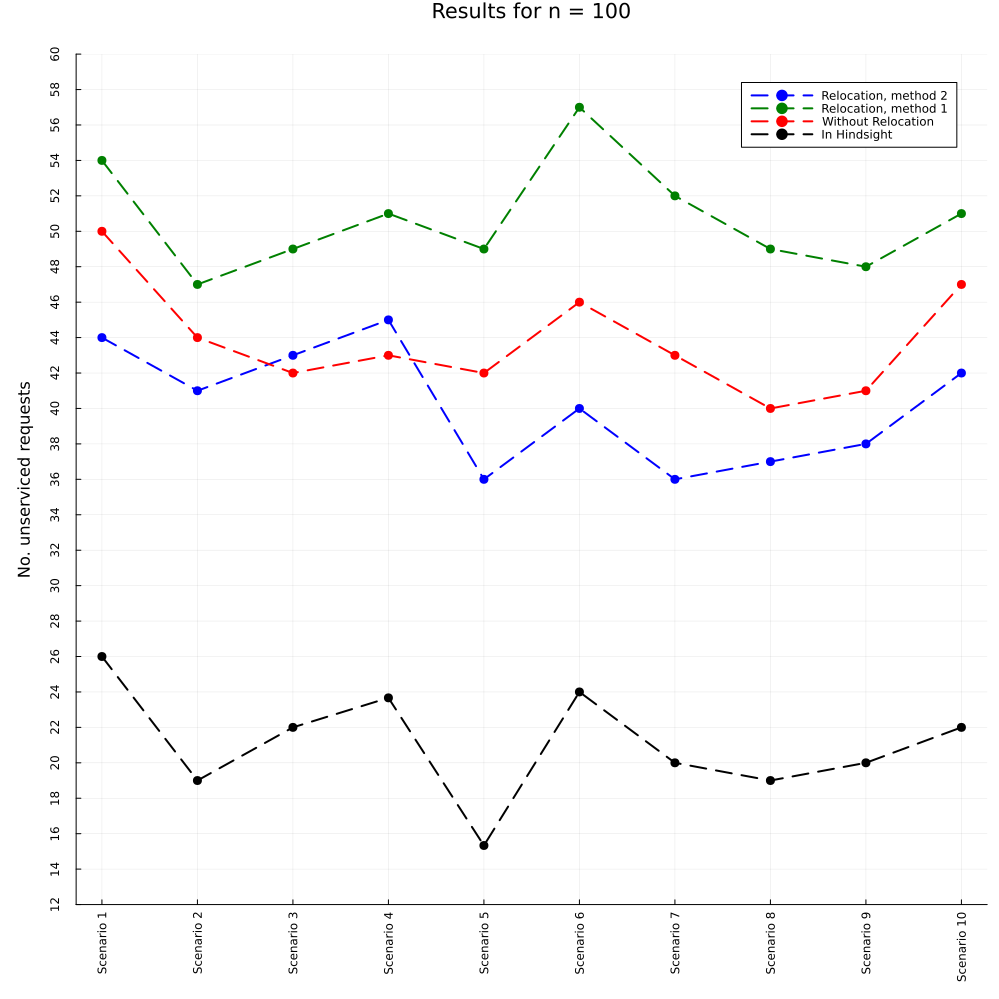 Results for n = 100
No. unserviced requests
60
58
56
54
52
50
48
46
44
42
40
38
36
34
32
30
28
26
24
22
20
18
16
14
12
Relocation, method 2
Relocation, method 1
Without Relocation
In Hindsight
Scenario 1
Scenario 2
Scenario 3
Scenario 4
Scenario 5
Scenario 6
Scenario 7
Scenario 8
Scenario 9
Scenario 10